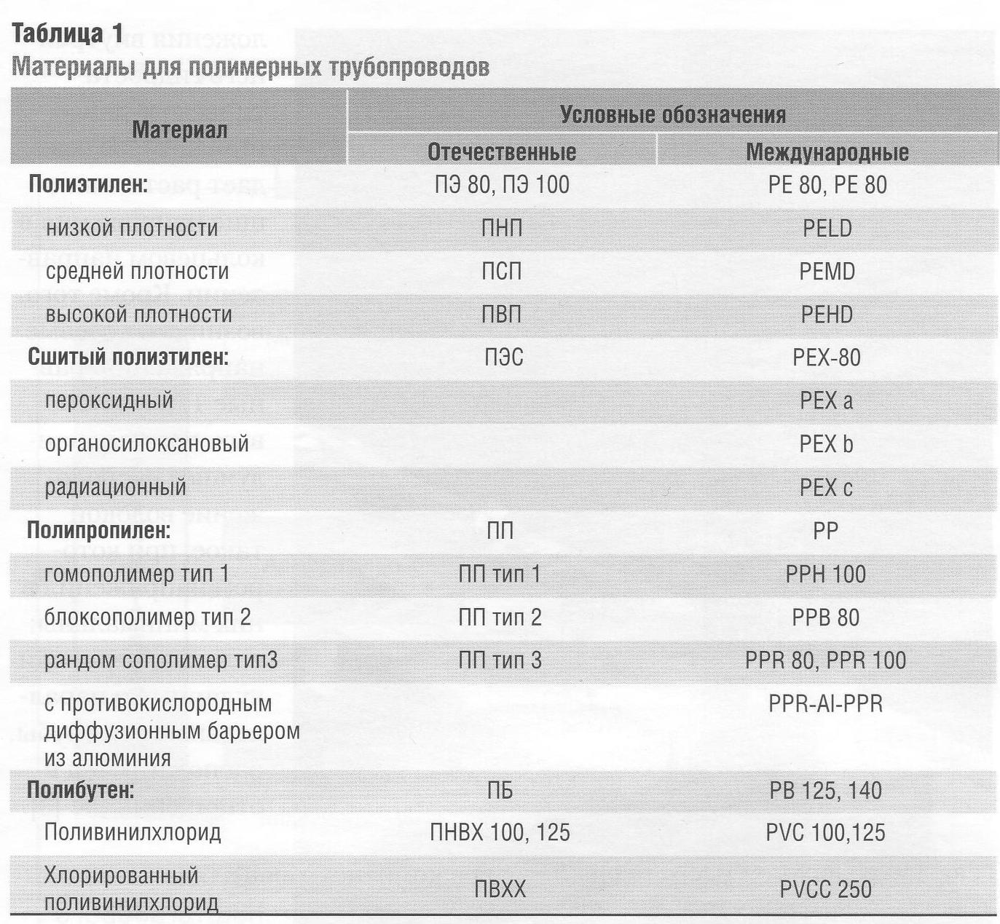 Таблица 1
Материалы для полимерных трубопроводов
Материал
Условные обозначения
Отечественные Международные
Полиэтилен: ПЭ 80, ПЭ 100 PE 80, PE 80
низкой плотности ПНП PELD
средней плотности ПСП PEMD
высокой плотности ПВП PEHD
Сшитый полиэтилен: ПЭС PEX-80
пероксидный PEX a
органосилоксановый PEX b
радиационный PEX c
Полипропилен: ПП PP
гомополимер тип 1 ПП тип 1 PPH 100
блоксополимер тип 2 ПП тип 2 PPB 80
рандом сополимер тип3 ПП тип 3 PPR 80, PPR 100
с противокислородным PPR-Al-PPR
диффузионным барьером
из алюминия
Полибутен: ПБ PB 125, 140
Поливинилхлорид ПНВХ 100, 125 PVC 100,125
Хлорированный
поливинилхлорид ПВХХ PVCC 250